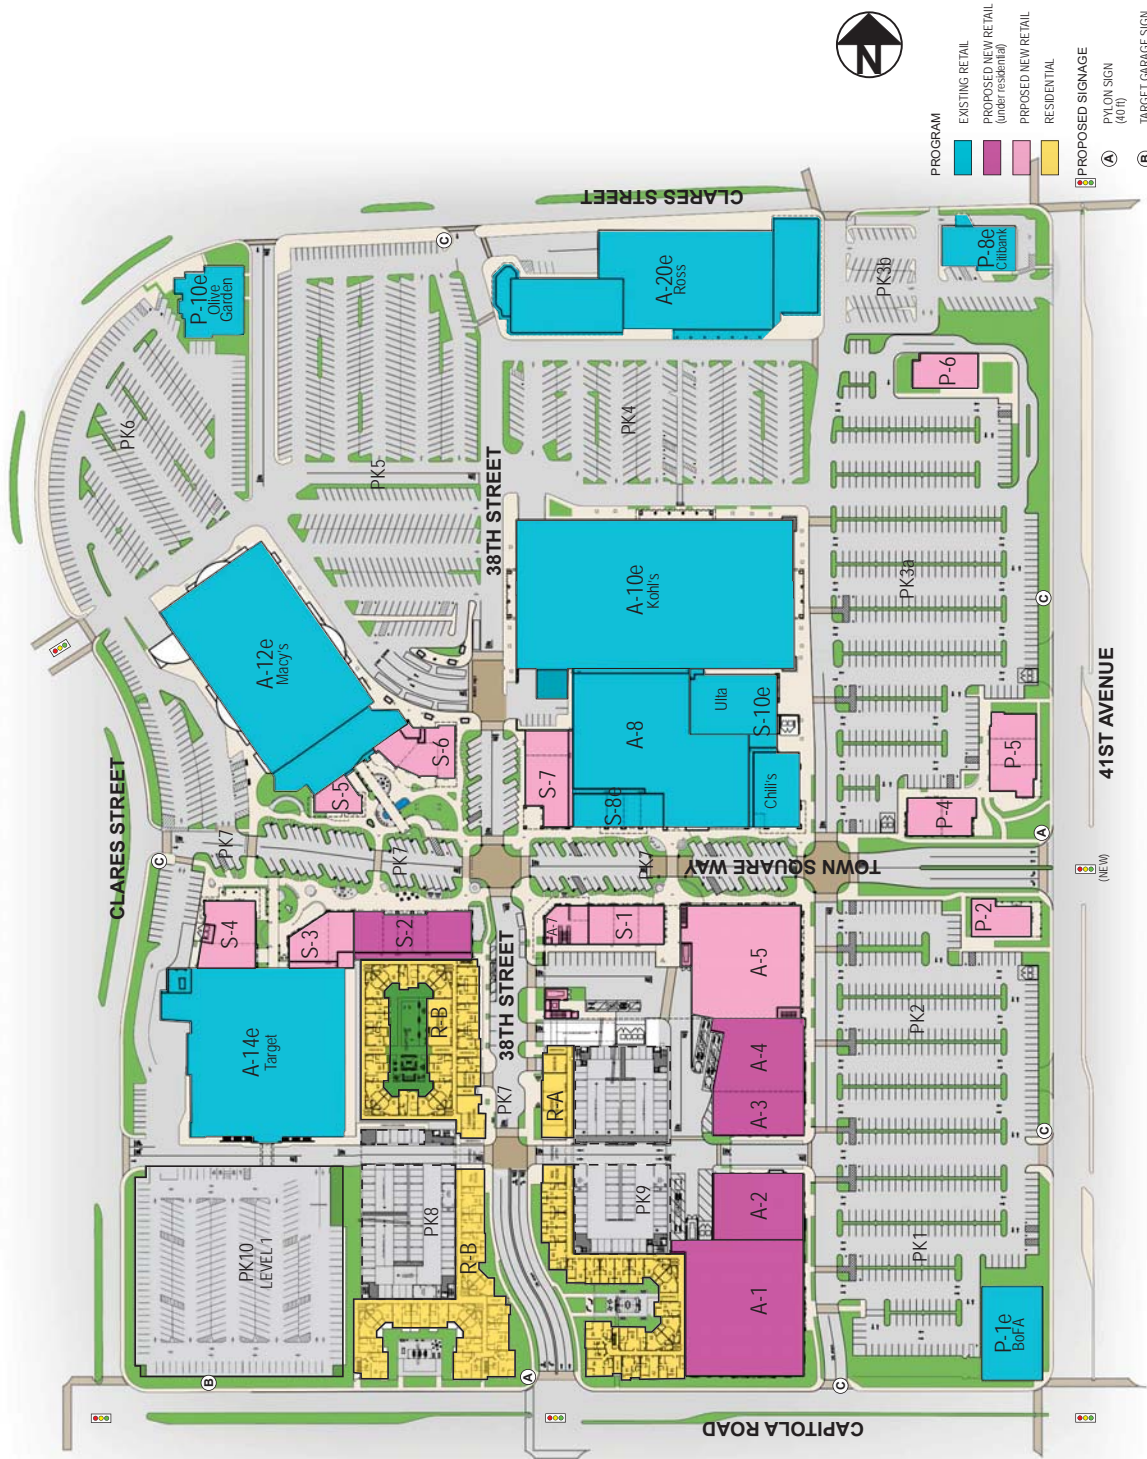 N
PROGRAM
EXISTING RETAIL
PROPOSED NEW RETAIL
(under residential)
PRPOSED NEW RETAIL
RESIDENTIAL
PROPOSED SIGNAGE
A
PYLON SIGN
(40 ft)
B
TARGET GARAGE SIGN
CLARES STREET
C
P-10e
Olive
Garden
PK6
PK5
A-20e
Ross
PK3b
P-8e
Citibank
P-6
PK4
38TH STREET
A-12e
Macy's
A-10e
Kohl's
PK3a
C
41ST AVENUE
CLARES STREET
S-5
S-6
S-7
A-8
Ulta
S-10e
S-8e
Chili's
P-5
P-4
A
C
PK7
PK7
PK7
TOWN SQUARE WAY
(NEW)
S-4
S-3
S-2
38TH STREET
A-7
S-1
A-5
P-2
A-14e
Target
R-B
PK7
R-A
A-4
A-3
PK2
C
PK10
LEVEL 1
PK8
R-B
PK9
A-2
A-1
PK1
P-1e
BoFA
B
A
C
CAPITOLA ROAD